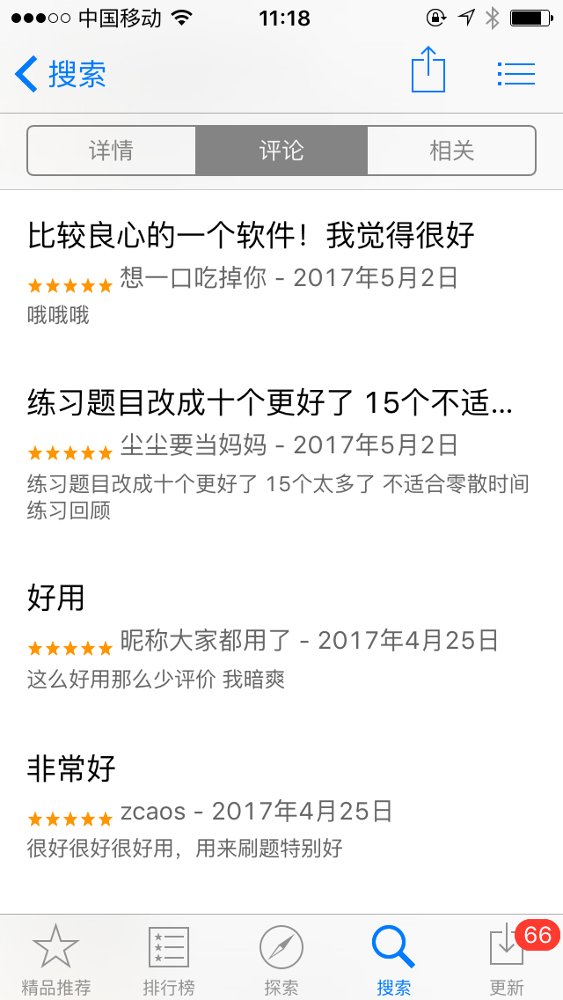 中国移动 11:18
搜索
详情 评论 相关
比较良心的一个软件！我觉得很好
想一口吃掉你 - 2017年5月2日
哦哦哦
练习题目改成十个更好了 15个不适...
尘尘要当妈妈 - 2017年5月2日
练习题目改成十个更好了 15个太多了 不适合零散时间
练习回顾
好用
昵称大家都用了 - 2017年4月25日
这么好用那么少评价 我暗爽
非常好
zcaos - 2017年4月25日
很好很好很好用，用来刷题特别好
66
精品推荐 排行榜 探索 搜索 更新